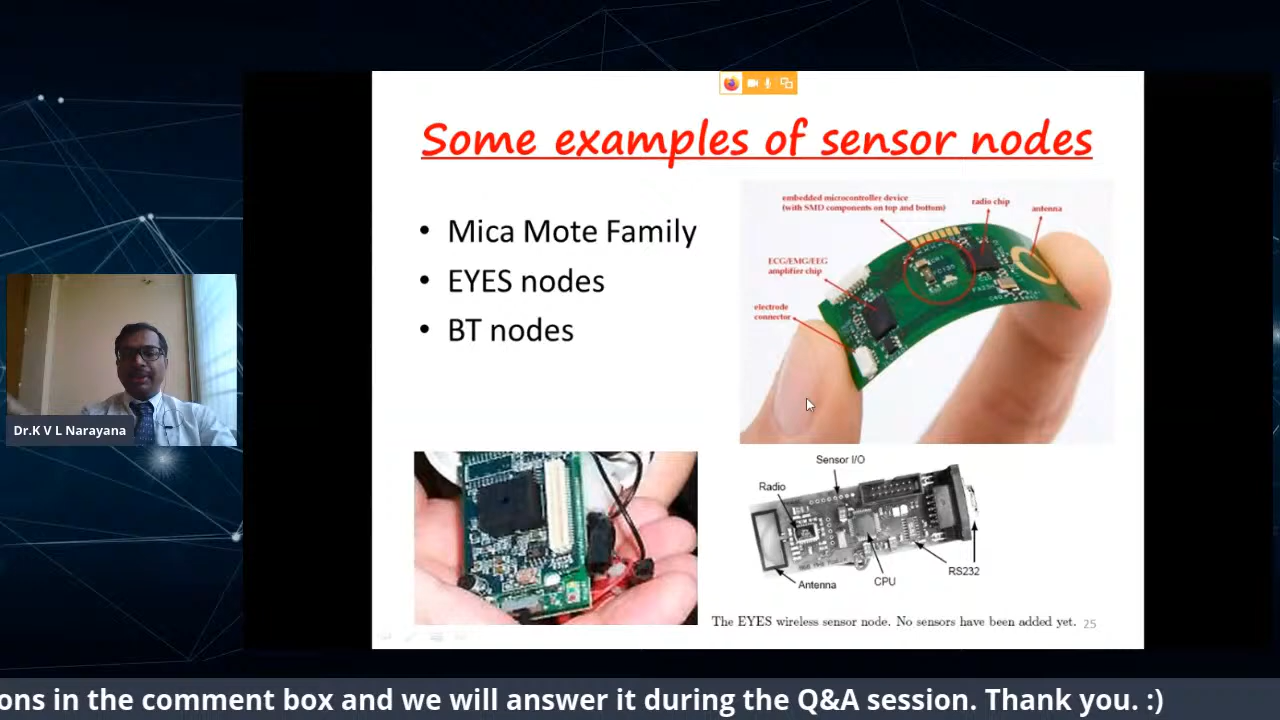 Some examples of sensor nodes
• Mica Mote Family
• EYES nodes
• BT nodes
embedded microcontroller device
(with SMD components on top and bottom)
radio chip
antenna
ECG/EMG/EEG
amplifier chip
electrode
connector
Sensor I/O
Radio
Antenna
CPU
RS232
The EYES wireless sensor node. No sensors have been added yet.
25
Dr.K V L Narayana
ons in the comment box and we will answer it during the Q&A session. Thank you. :)